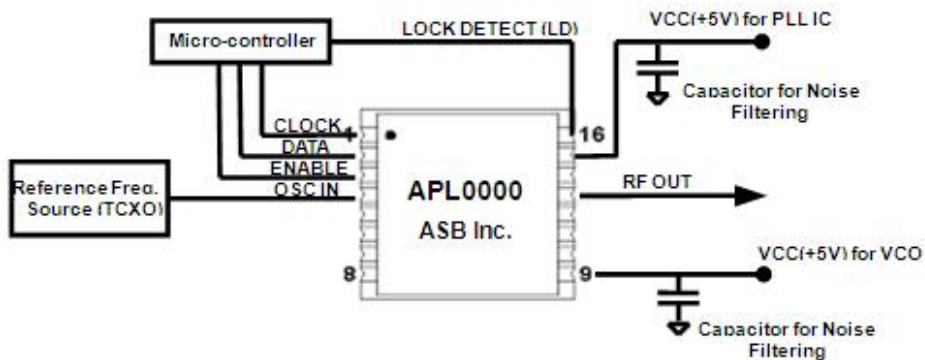 VCC(+5V) for PLL IC
Micro-controller
LOCK DETECT (LD)
Capacitor for Noise
Filtering
CLOCK
1
16
DATA
ENABLE
OSC IN
Reference Freq.
Source (TCXO)
APL0000
ASB Inc.
RF OUT
8
9
VCC(+5V) for VCO
Capacitor for Noise
Filtering